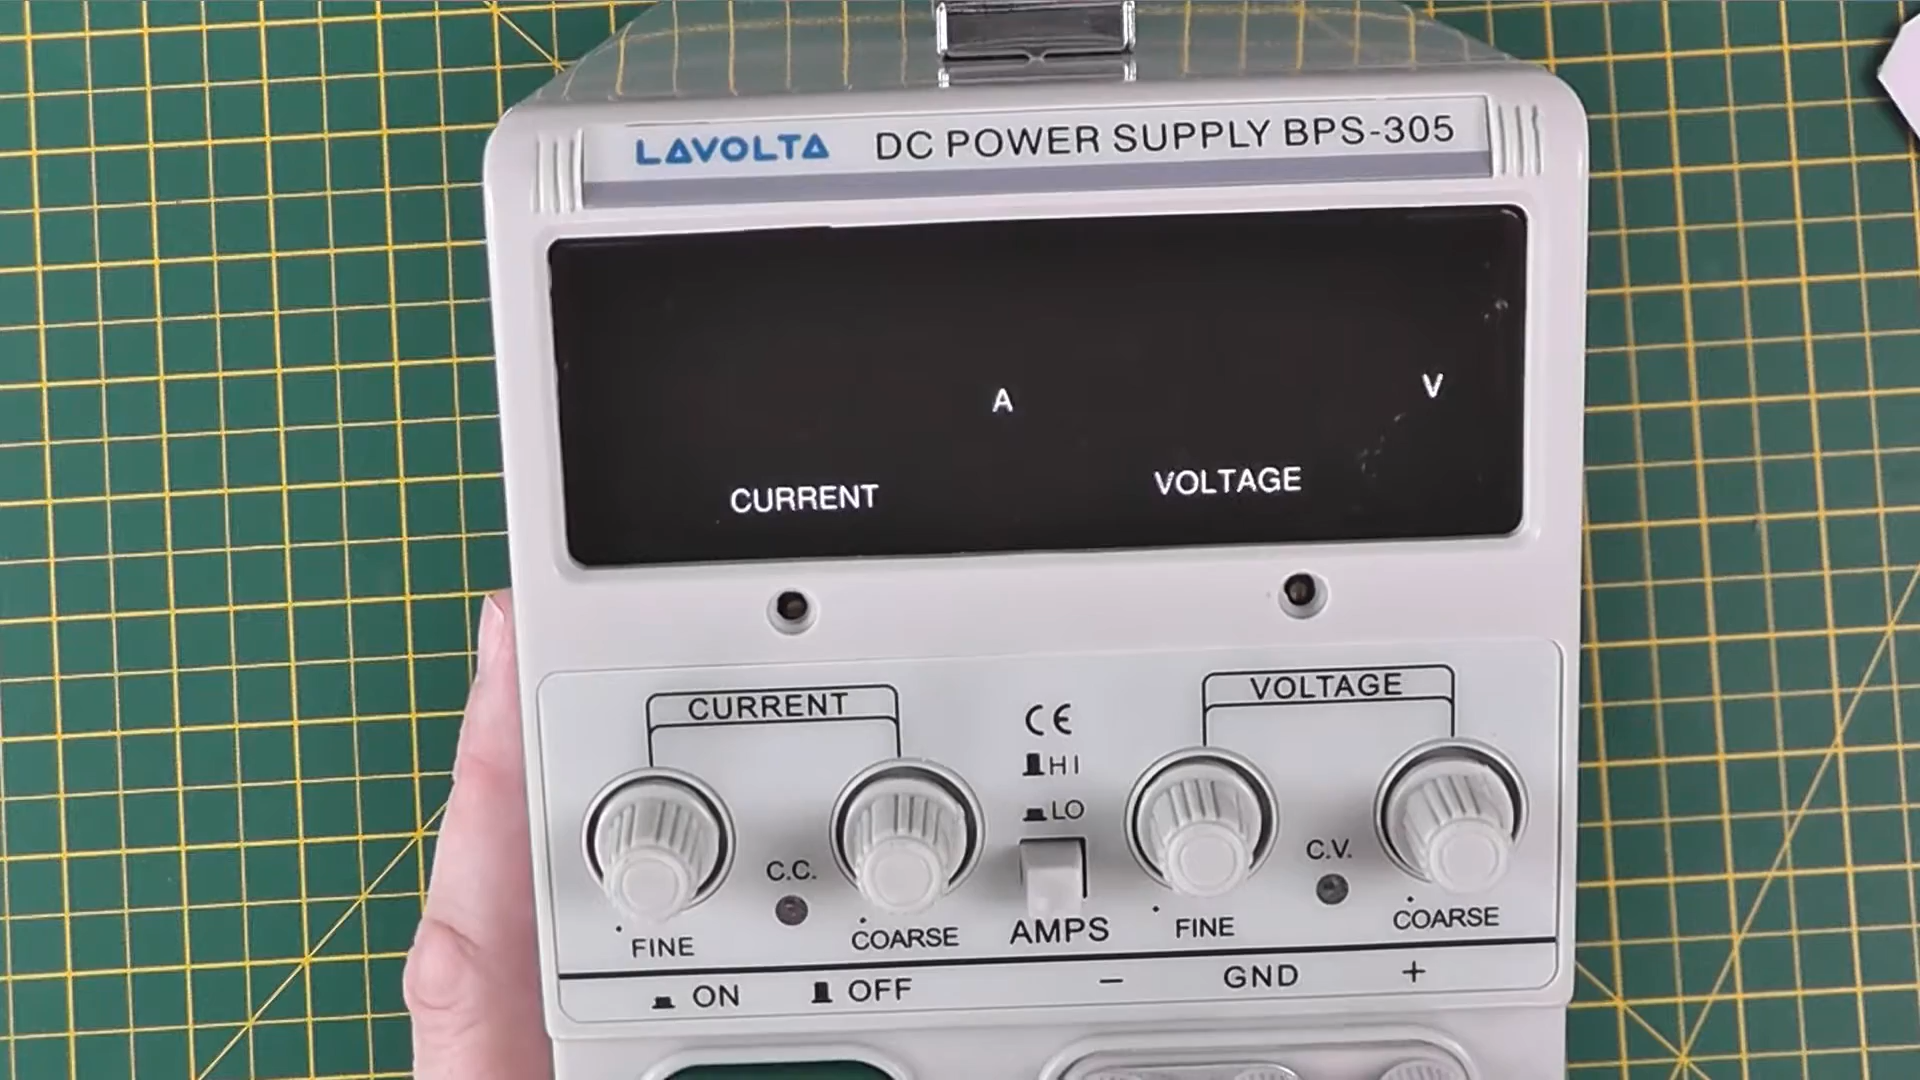 LAVOLTA DC POWER SUPPLY BPS-305
A V
CURRENT VOLTAGE
CURRENT CE VOLTAGE
HI
LO
C.C. C.V.
FINE COARSE AMPS FINE COARSE
ON OFF - GND +